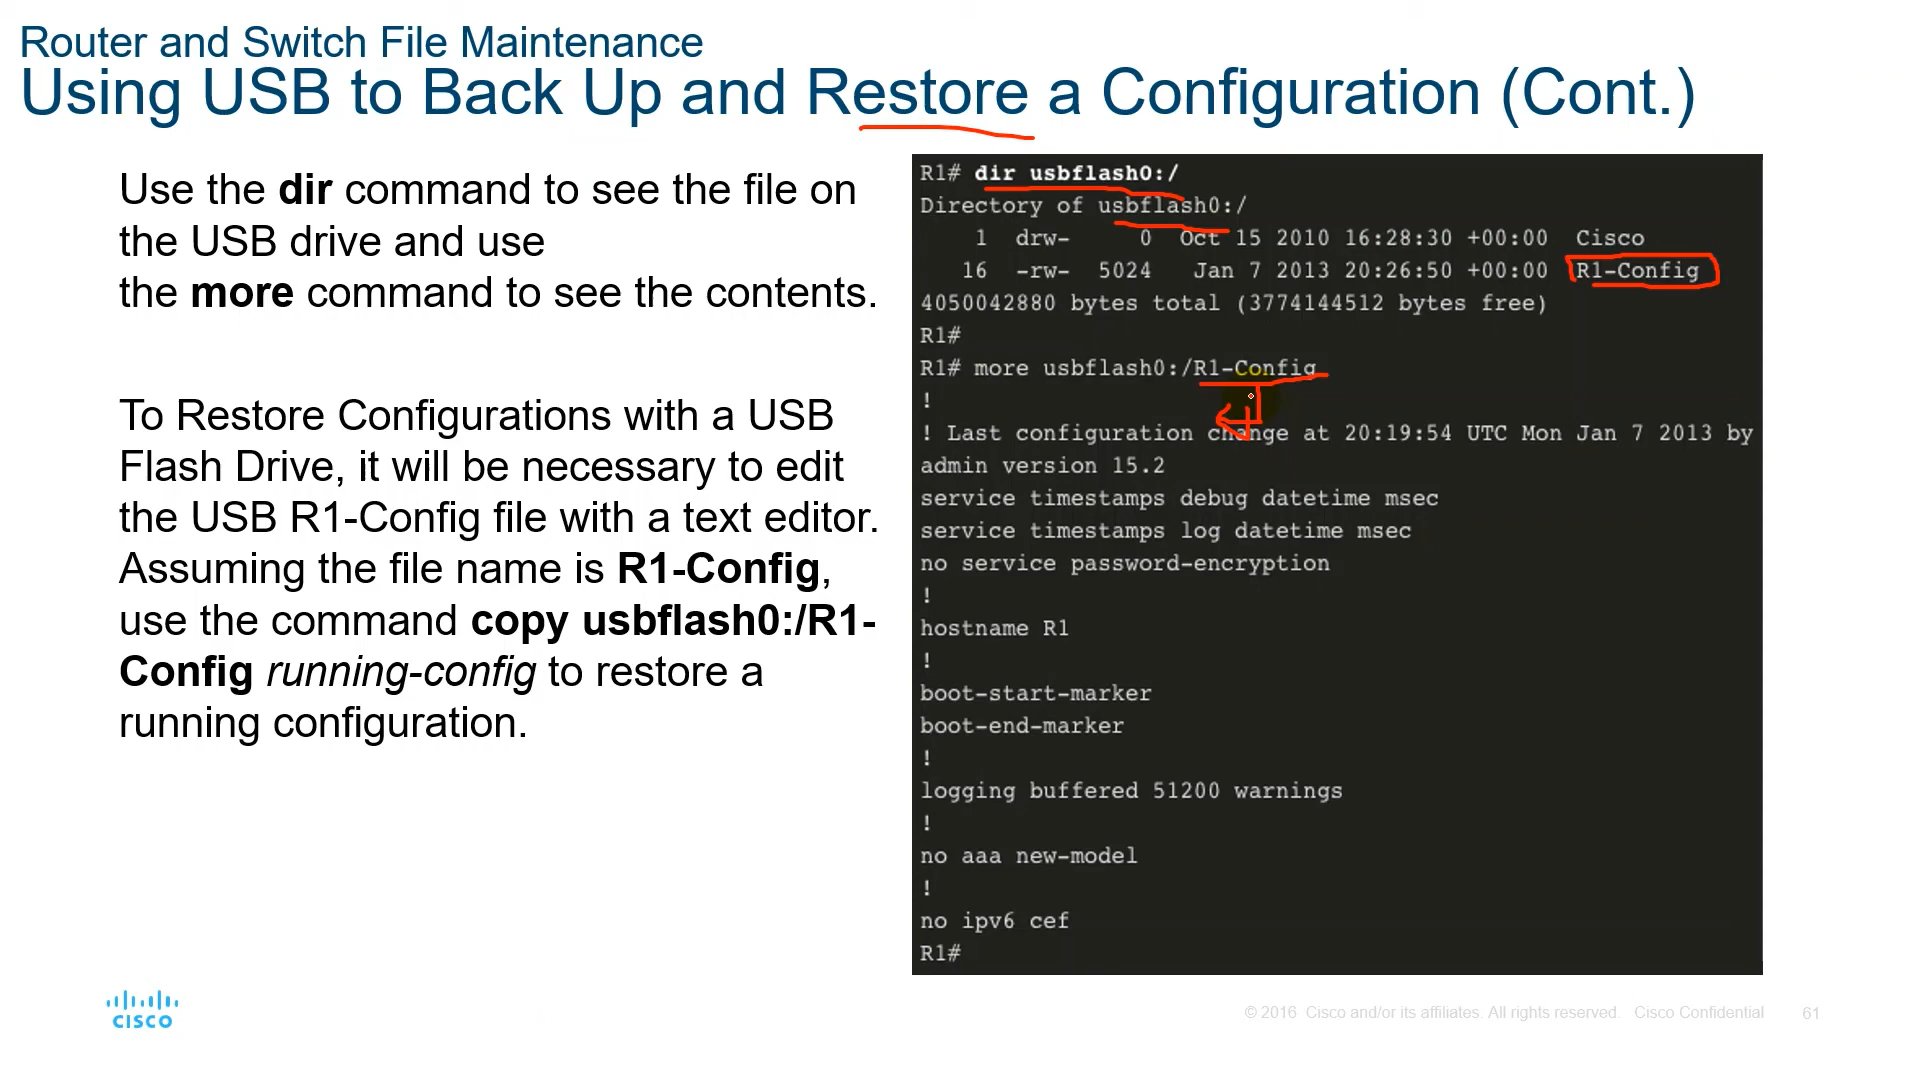 Router and Switch File Maintenance
Using USB to Back Up and Restore a Configuration (Cont.)
Use the dir command to see the file on
the USB drive and use
the more command to see the contents.
To Restore Configurations with a USB
Flash Drive, it will be necessary to edit
the USB R1-Config file with a text editor.
Assuming the file name is R1-Config,
use the command copy usbflash0:/R1-
Config running-config to restore a
running configuration.
R1# dir usbflash0:/
Directory of usbflash0:/
1 drw- 0 Oct 15 2010 16:28:30 +00:00 Cisco
16 -rw- 5024 Jan 7 2013 20:26:50 +00:00 R1-Config
4050042880 bytes total (3774144512 bytes free)
R1#
R1# more usbflash0:/R1-Config
!
! Last configuration change at 20:19:54 UTC Mon Jan 7 2013 by
admin version 15.2
service timestamps debug datetime msec
service timestamps log datetime msec
no service password-encryption
!
hostname R1
!
boot-start-marker
boot-end-marker
!
logging buffered 51200 warnings
!
no aaa new-model
!
no ipv6 cef
R1#
CISCO
© 2016 Cisco and/or its affiliates. All rights reserved. Cisco Confidential 61